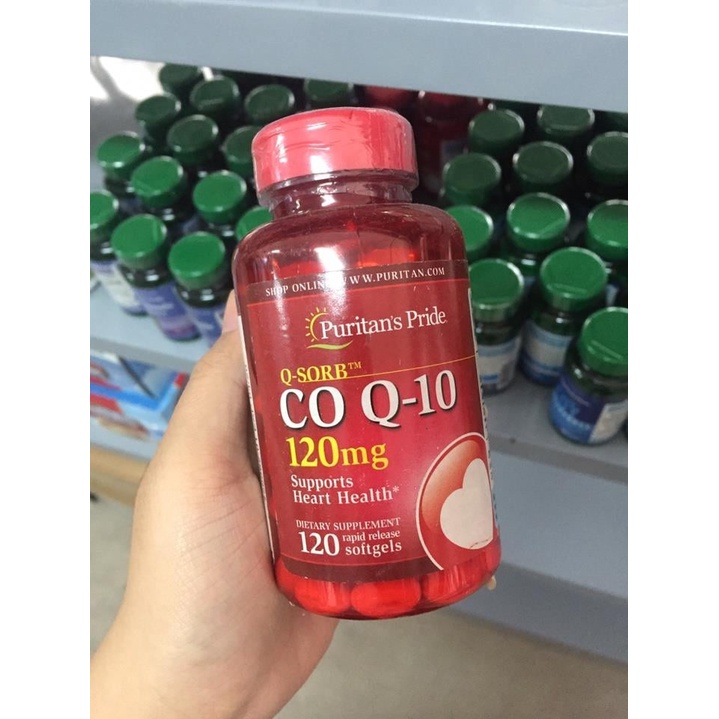 SHOP ONLINE WWW.PURITAN.COM
Puritan's Pride
Q-SORB™
CO Q-10
120mg
Supports
Heart Health*
DIETARY SUPPLEMENT
120 rapid release
softgels